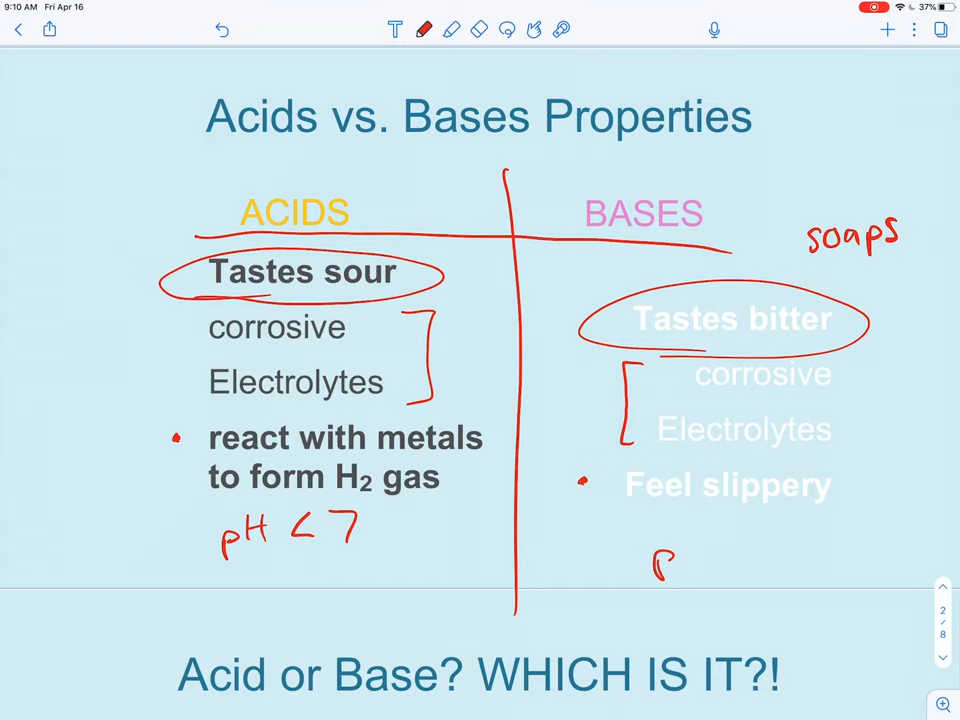 9:10 AM Fri Apr 16
37%
Acids vs. Bases Properties
ACIDS
BASES
soaps
Tastes sour
corrosive
Electrolytes
react with metals
to form H₂ gas
pH < 7
Tastes bitter
corrosive
Electrolytes
Feel slippery
2
/
8
Acid or Base? WHICH IS IT?!